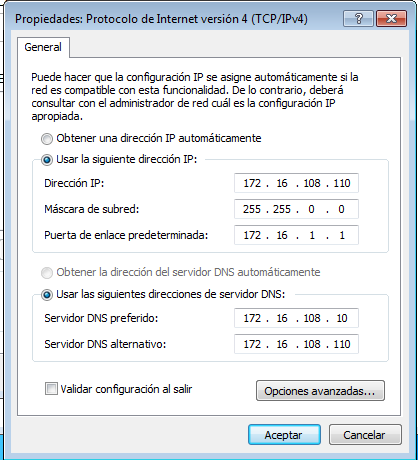 Propiedades: Protocolo de Internet versión 4 (TCP/IPv4)
General
Puede hacer que la configuración IP se asigne automáticamente si la
red es compatible con esta funcionalidad. De lo contrario, deberá
consultar con el administrador de red cuál es la configuración IP
apropiada.
Obtener una dirección IP automáticamente
Usar la siguiente dirección IP:
Dirección IP: 172 . 16 . 108 . 110
Máscara de subred: 255 . 255 . 0 . 0
Puerta de enlace predeterminada: 172 . 16 . 1 . 1
Obtener la dirección del servidor DNS automáticamente
Usar las siguientes direcciones de servidor DNS:
Servidor DNS preferido: 172 . 16 . 108 . 10
Servidor DNS alternativo: 172 . 16 . 108 . 110
Validar configuración al salir
Opciones avanzadas...
Aceptar Cancelar